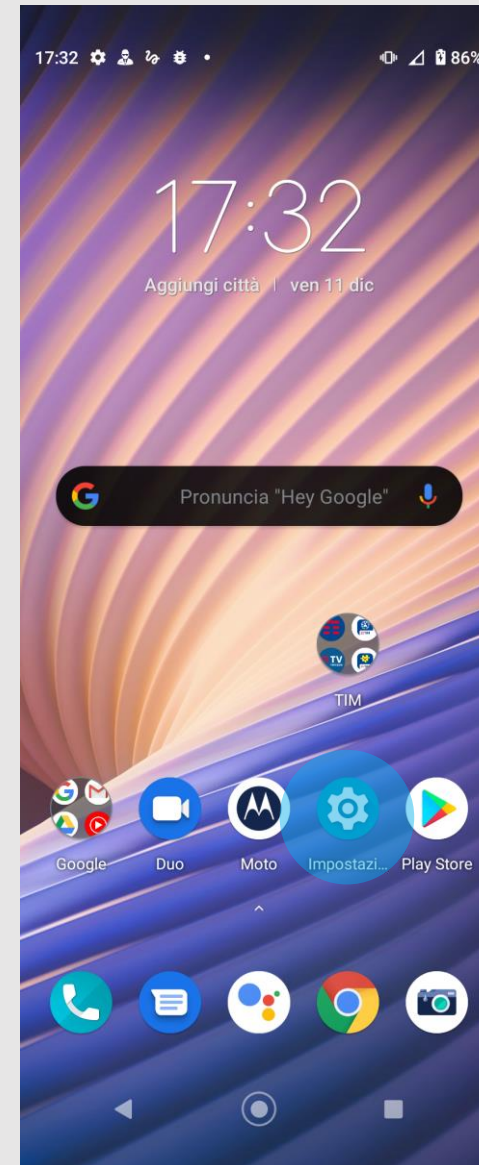 17:32
86%
17:32
Aggiungi città | ven 11 dic
Pronuncia "Hey Google"
TV
TIM
Google
Duo
Moto
Impostazi...
Play Store